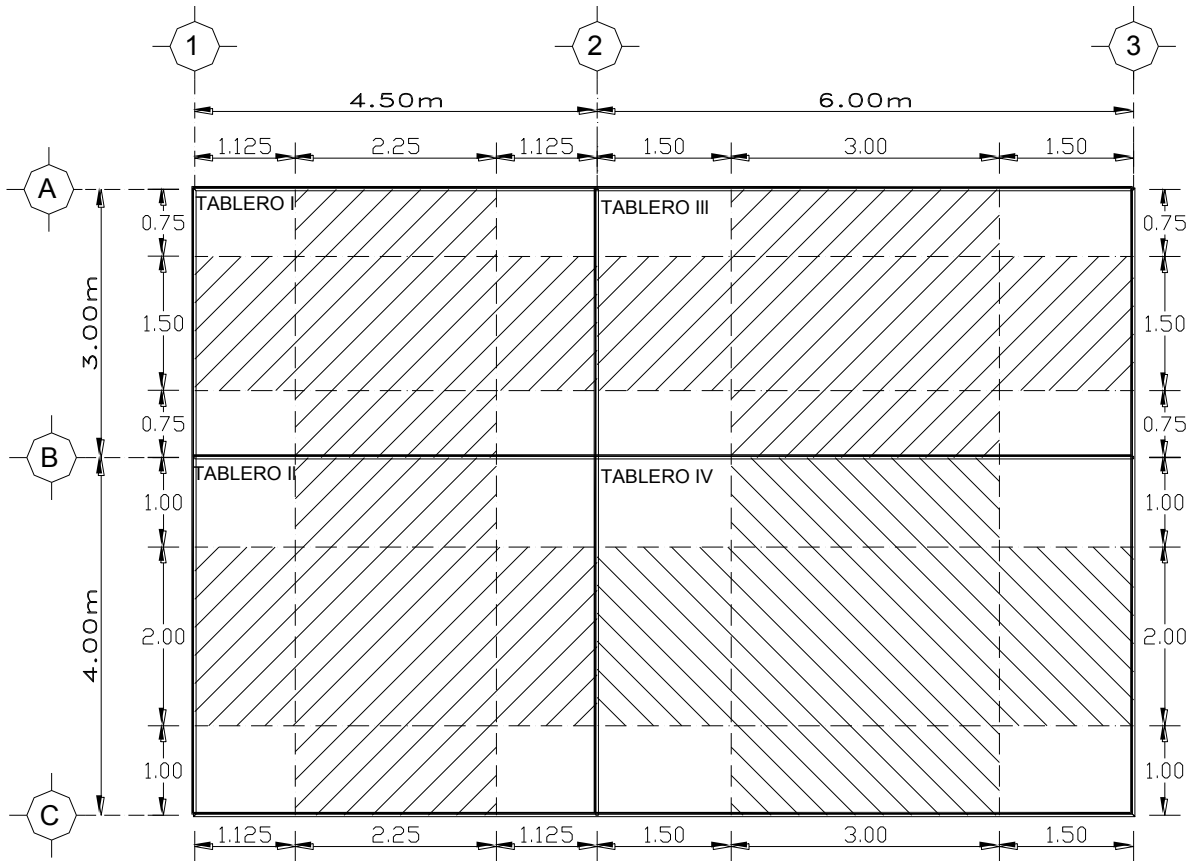 1 2 3
4.50m 6.00m
1.125 2.25 1.125 1.50 3.00 1.50
A
TABLERO I TABLERO III
0.75 0.75
3.00m
1.50 1.50
0.75 0.75
B
TABLERO II TABLERO IV
1.00 1.00
4.00m
2.00 2.00
1.00 1.00
C
1.125 2.25 1.125 1.50 3.00 1.50